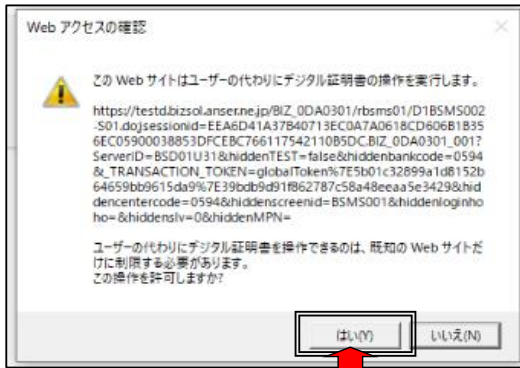 Web アクセスの確認
この Web サイトはユーザーの代わりにデジタル証明書の操作を実行します。
https://testd.bizsol.anser.ne.jp/BIZ_0DA0301/rbsms01/D1BSMS002
-S01.do;jsessionid=EEA6D41A37B40713EC0A7A0618CD606B1B35
6EC05900038853DFCEBC766117542110B5DC.BIZ_0DA0301_001?
ServerID=BSD01U31&hiddenTEST=false&hiddenbankcode=0594
&_TRANSACTION_TOKEN=globalToken%7E5b01c32899a1d8152b
64659bb9615da9%7E39bdb9d91f862787c58a48eeaa5e3429&hid
dencentercode=0594&hiddenscreenid=BSMS001&hiddenloginho
ho=&hiddenslv=0&hiddenMPN=
ユーザーの代わりにデジタル証明書を操作できるのは、既知の Web サイトだ
けに制限する必要があります。
この操作を許可しますか?
はい(Y) いいえ(N)